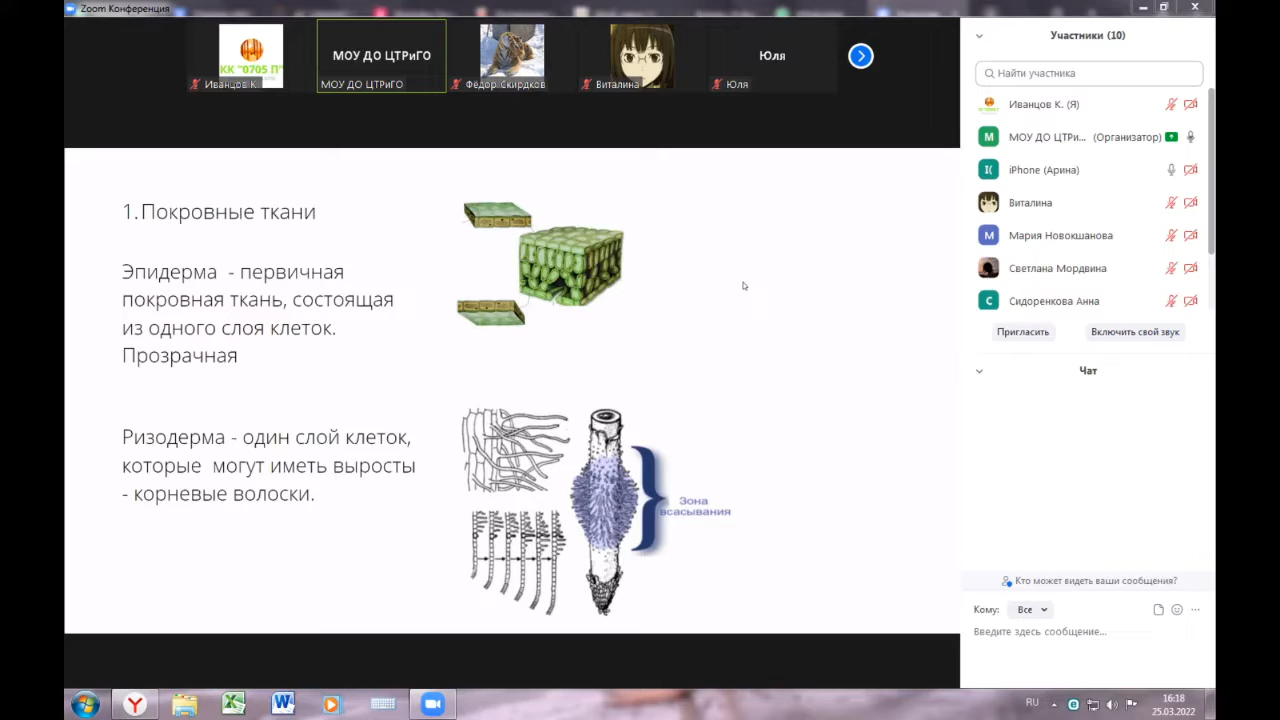 Zoom Конференция
КК "0705 П"
Иванцов К.
МОУ ДО ЦТРиГО
МОУ ДО ЦТРиГО
Фёдор Скирдков
Виталина
Юля
Юля
1.Покровные ткани
Эпидерма - первичная
покровная ткань, состоящая
из одного слоя клеток.
Прозрачная
Ризодерма - один слой клеток,
которые могут иметь выросты
- корневые волоски.
Зона
всасывания
Участники (10)
Найти участника
Иванцов К. (Я)
М
МОУ ДО ЦТРи... (Организатор)
I(
iPhone (Арина)
Виталина
М
Мария Новокшанова
Светлана Мордвина
С
Сидоренкова Анна
Пригласить
Включить свой звук
Чат
Кто может видеть ваши сообщения?
Кому: Все
Введите здесь сообщение...
RU
16:18
25.03.2022